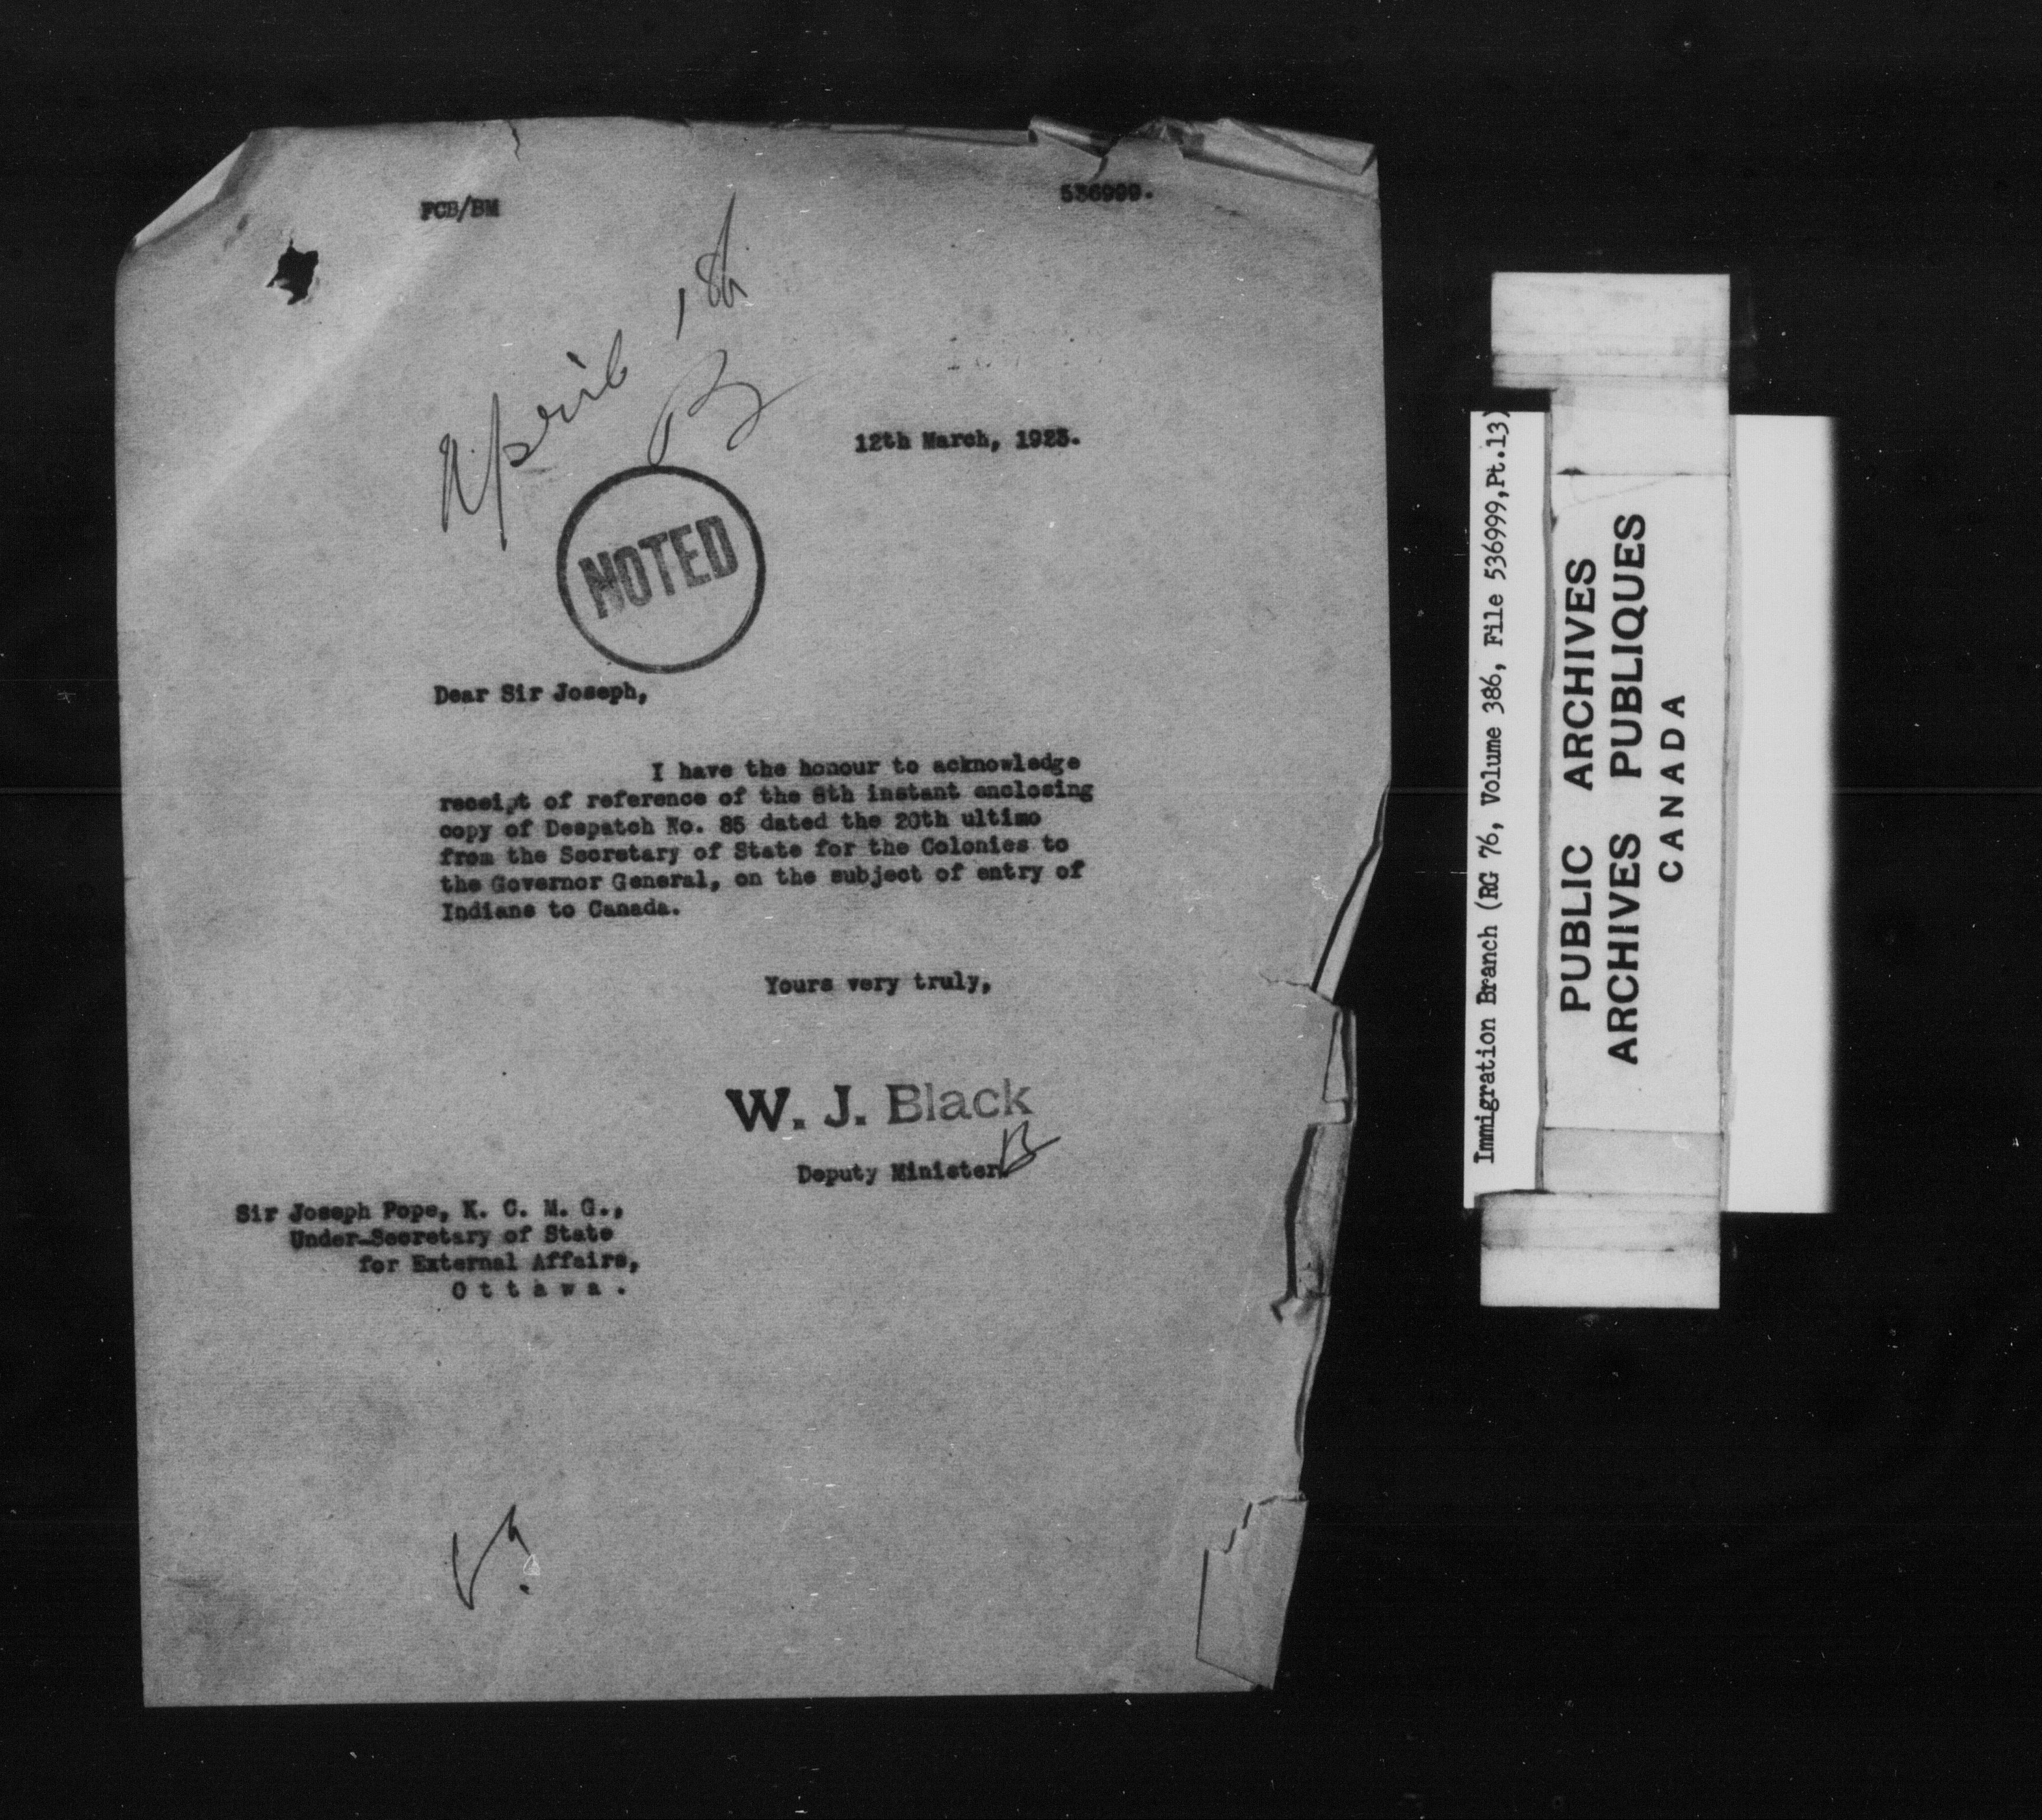 FCB/BM
536999.
April 18th
B
12th March, 1923.
NOTED
Dear Sir Joseph,
I have the honour to acknowledge
receipt of reference of the 8th instant enclosing
copy of Despatch No. 85 dated the 20th ultimo
from the Secretary of State for the Colonies to
the Governor General, on the subject of entry of
Indians to Canada.
Yours very truly,
W. J. Black
Deputy Minister.
Sir Joseph Pope, K. C. M. G.,
Under-Secretary of State
for External Affairs,
O t t a w a .
Immigration Branch (RG 76, Volume 386, File 536999,Pt.13)
PUBLIC ARCHIVES
ARCHIVES PUBLIQUES
CANADA